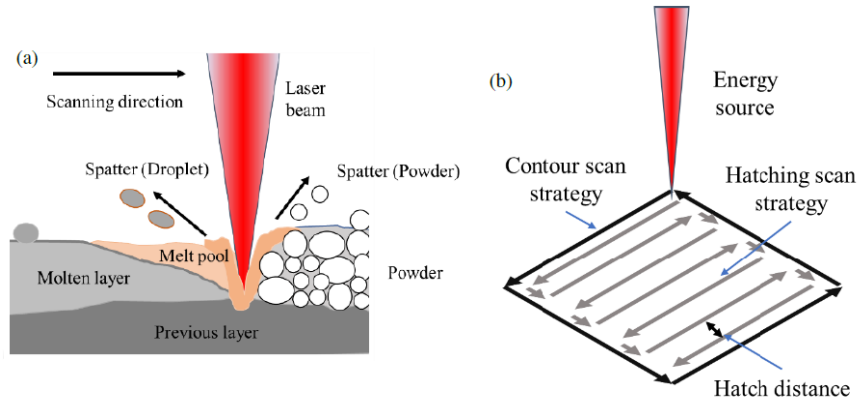 (a)
Scanning direction
Laser
beam
Spatter (Droplet)
Spatter (Powder)
Melt pool
Molten layer
Powder
Previous layer
(b)
Energy
source
Contour scan
strategy
Hatching scan
strategy
Hatch distance